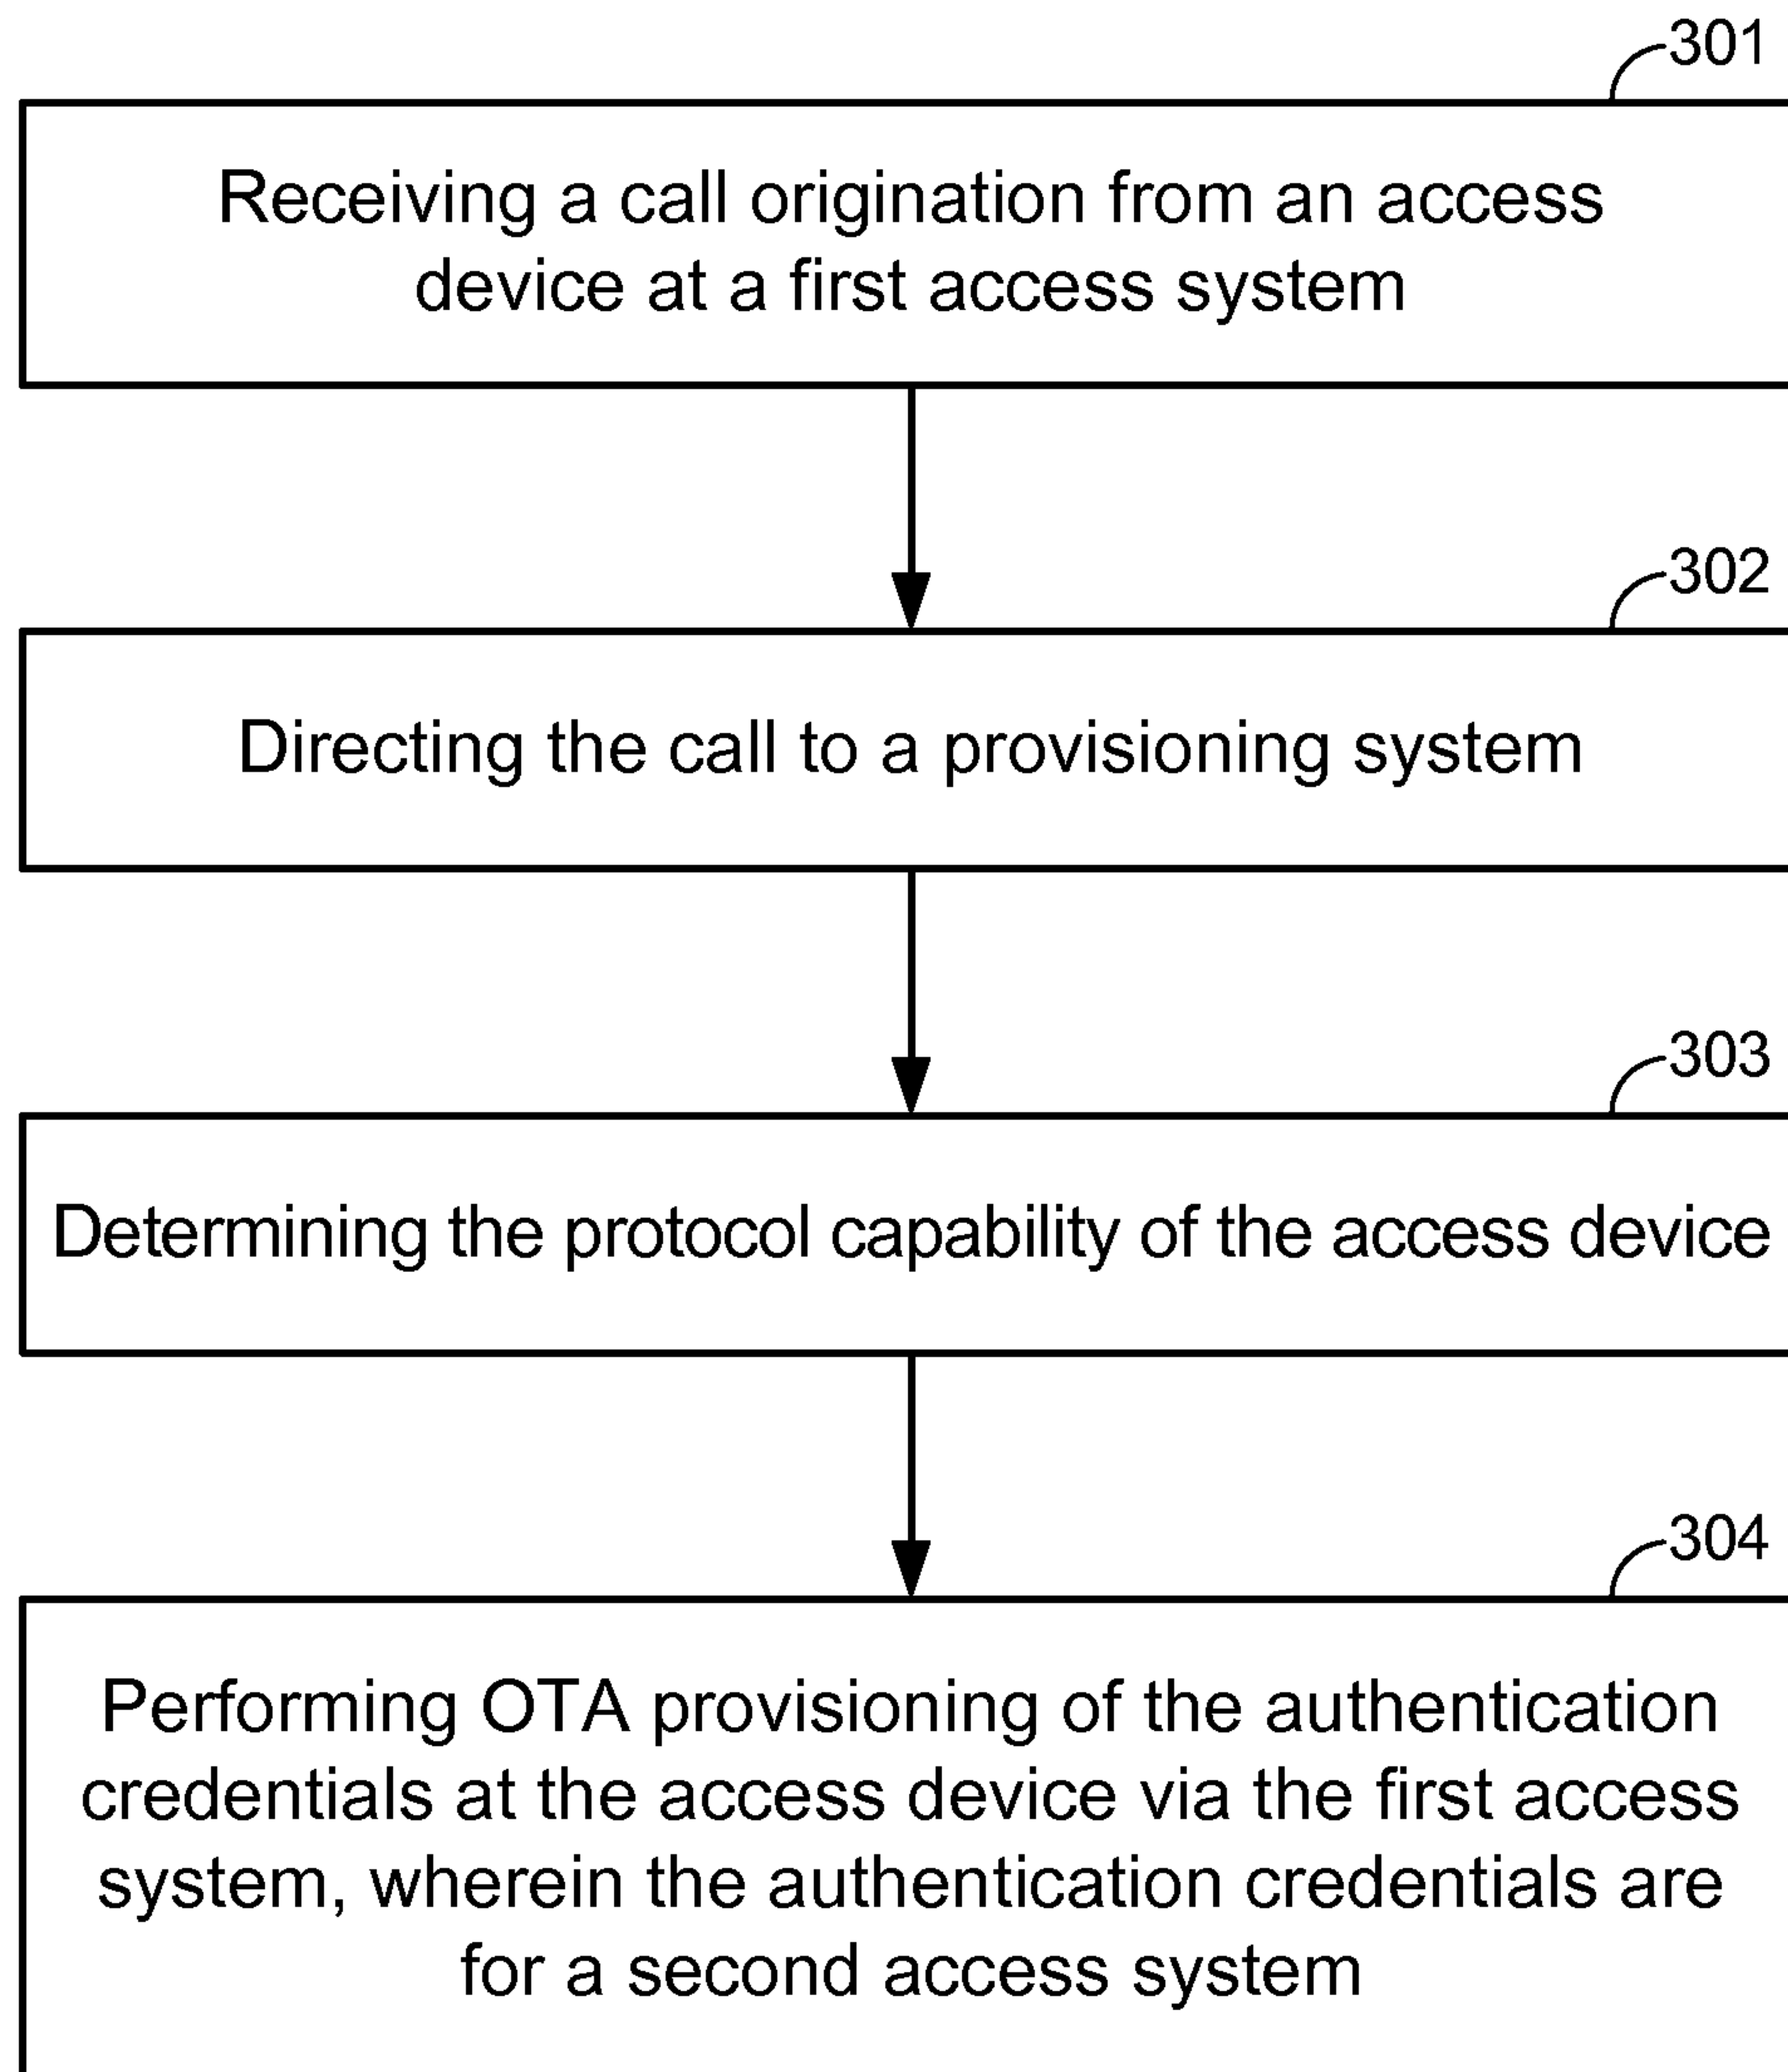 301
Receiving a call origination from an access
device at a first access system
302
Directing the call to a provisioning system
303
Determining the protocol capability of the access device
304
Performing OTA provisioning of the authentication
credentials at the access device via the first access
system, wherein the authentication credentials are
for a second access system